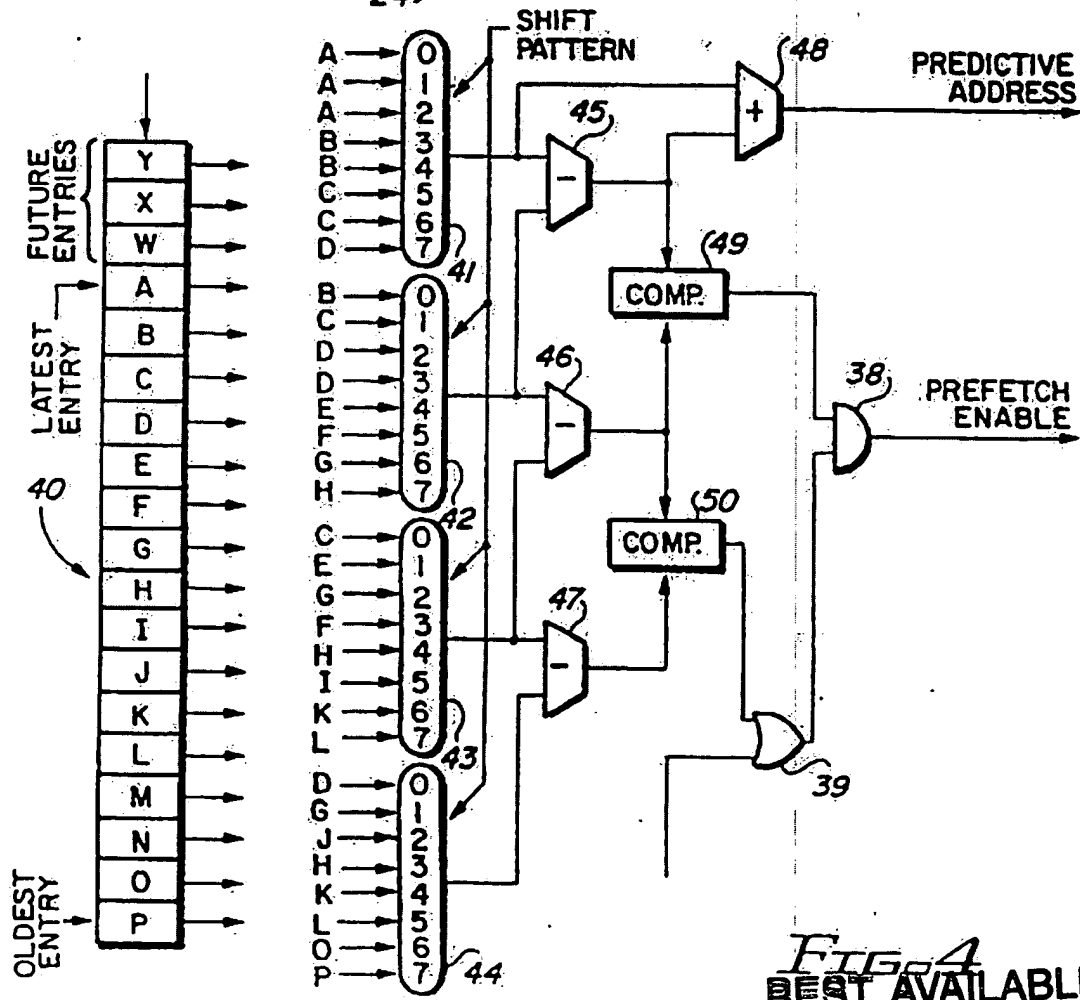 24
SHIFT
PATTERN
48
PREDICTIVE
ADDRESS
+
45
−
FUTURE
ENTRIES
Y
X
W
LATEST
ENTRY
A
B
C
D
E
F
G
H
I
J
K
L
M
N
O
P
OLDEST
ENTRY
40
A 0
A 1
A 2
B 3
B 4
C 5
C 6
D 7
41
B 0
C 1
D 2
D 3
E 4
F 5
G 6
H 7
42
C 0
E 1
G 2
F 3
H 4
I 5
K 6
L 7
43
D 0
G 1
J 2
H 3
K 4
L 5
O 6
P 7
44
49
COMP.
46
−
38
PREFETCH
ENABLE
50
COMP.
47
−
39
FIG. 4
BEST AVAILABL